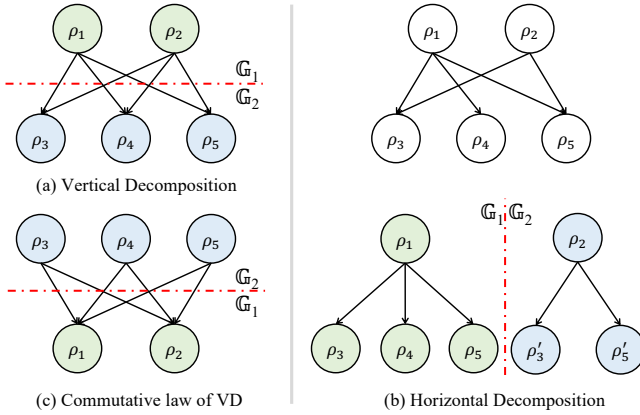 ρ₁ ρ₂
𝔾₁
𝔾₂
ρ₃ ρ₄ ρ₅
(a) Vertical Decomposition
ρ₃ ρ₄ ρ₅
𝔾₂
𝔾₁
ρ₁ ρ₂
(c) Commutative law of VD
ρ₁ ρ₂
ρ₃ ρ₄ ρ₅
𝔾₁ 𝔾₂
ρ₁ ρ₂
ρ₃ ρ₄ ρ₅ ρ₃′ ρ₅′
(b) Horizontal Decomposition